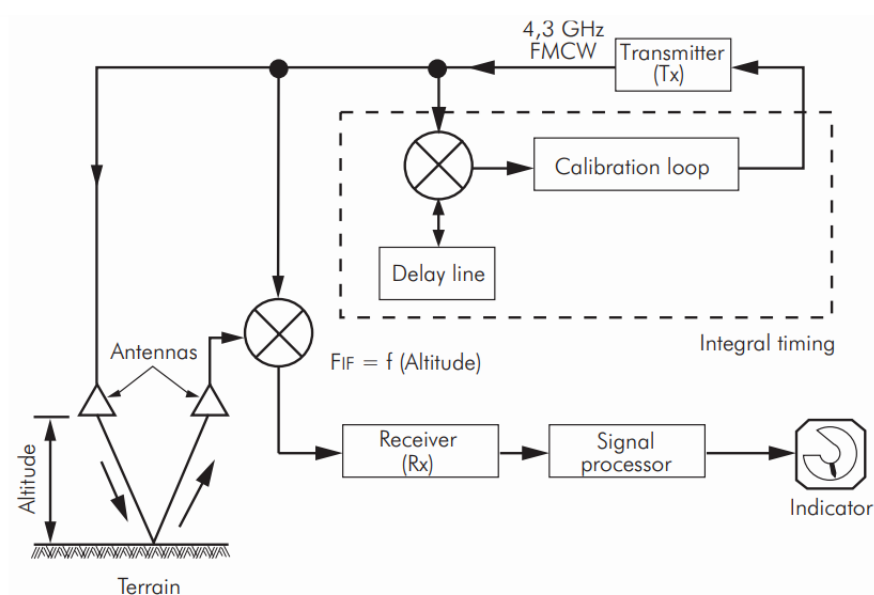 4,3 GHz
FMCW
Transmitter
(Tx)
Calibration loop
Delay line
Integral timing
Antennas
FIF = f (Altitude)
Altitude
Receiver
(Rx)
Signal
processor
Indicator
Terrain